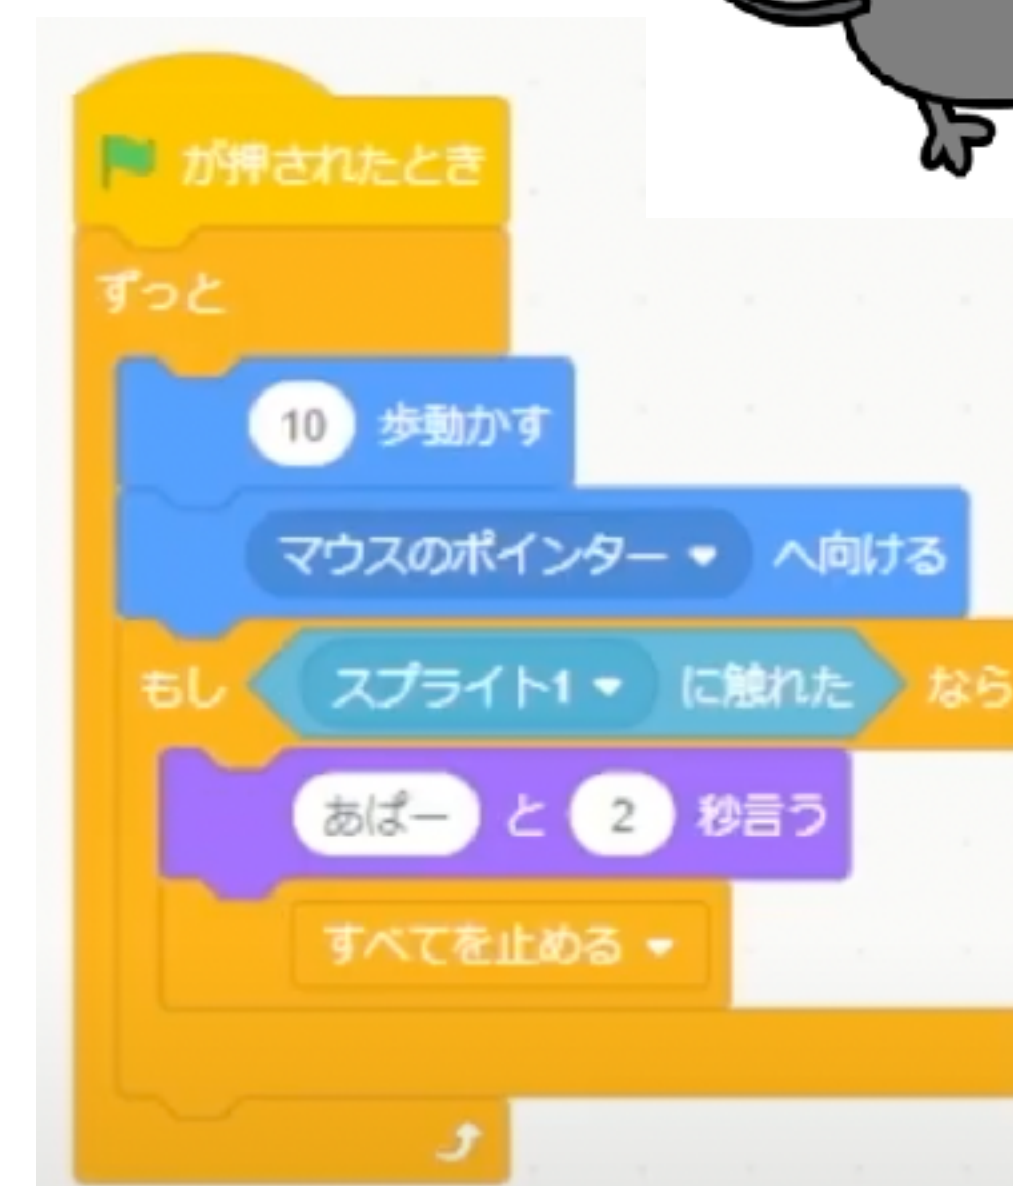 が押されたとき
ずっと
10 歩動かす
マウスのポインター へ向ける
もし スプライト1 に触れた なら
あぱー と 2 秒言う
すべてを止める